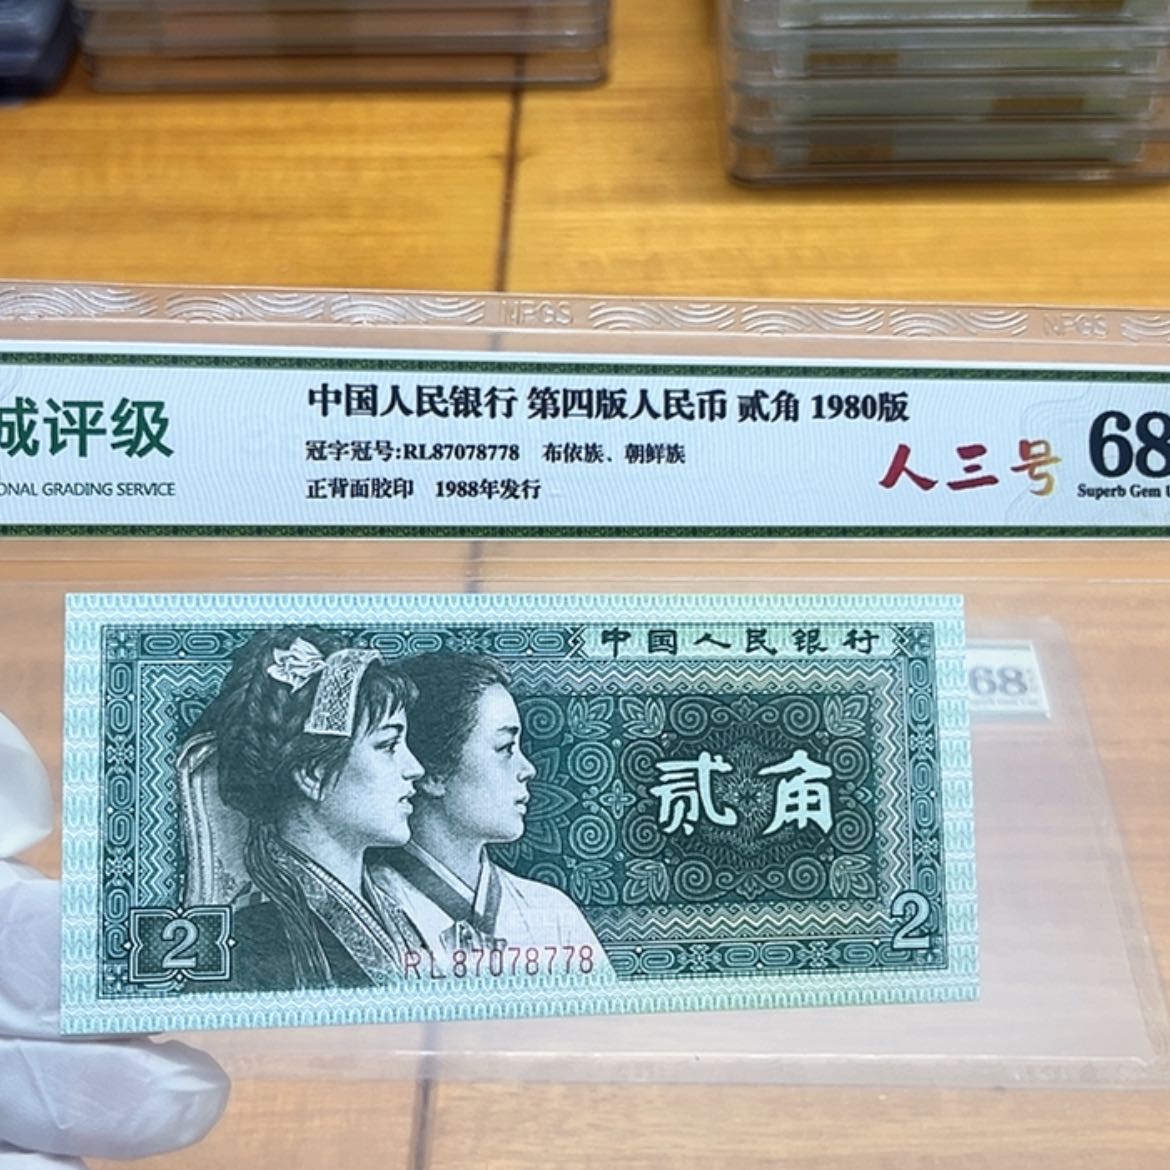 NPGS NPGS
诚评级
ONAL GRADING SERVICE
中国人民银行 第四版人民币 贰角 1980版
冠字冠号:RL87078778 布依族、朝鲜族
正背面胶印 1988年发行
人三号
68
Superb Gem
中国人民银行
68
贰角
2
2
RL87078778